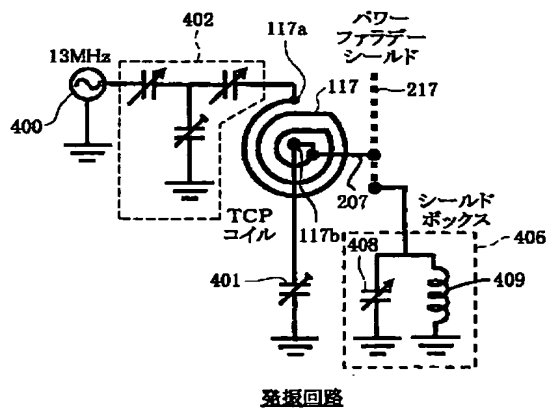 402
117a
パワー
ファラデー
シールド
13MHz
117
217
400
TCP
コイル
117b
207
シールド
ボックス
406
401
408
409
発振回路